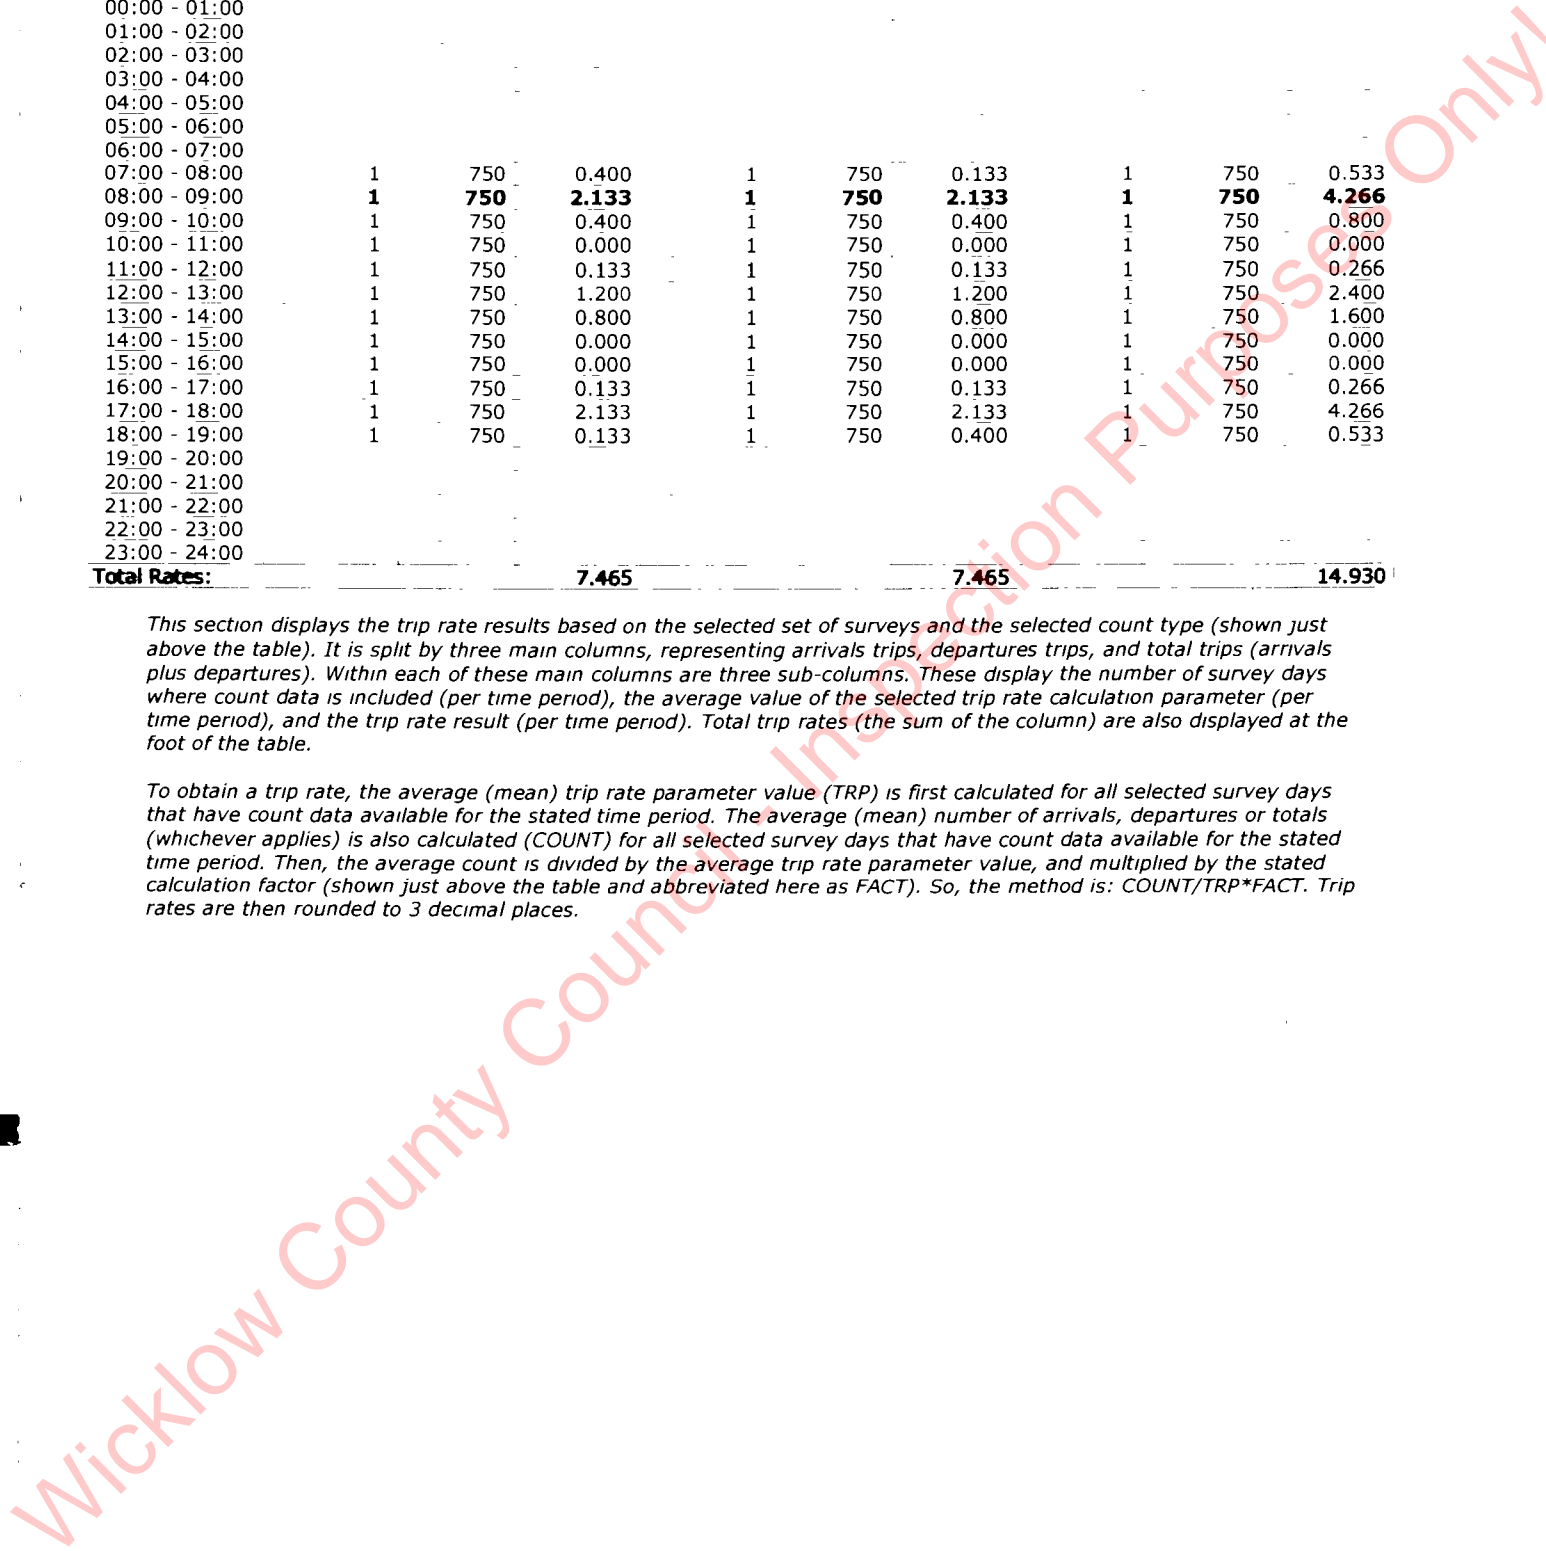 00:00 - 01:00
01:00 - 02:00
02:00 - 03:00
03:00 - 04:00
04:00 - 05:00
05:00 - 06:00
06:00 - 07:00
07:00 - 08:00 1 750 0.400 1 750 0.133 1 750 0.533
08:00 - 09:00 1 750 2.133 1 750 2.133 1 750 4.266
09:00 - 10:00 1 750 0.400 1 750 0.400 1 750 0.800
10:00 - 11:00 1 750 0.000 1 750 0.000 1 750 0.000
11:00 - 12:00 1 750 0.133 1 750 0.133 1 750 0.266
12:00 - 13:00 1 750 1.200 1 750 1.200 1 750 2.400
13:00 - 14:00 1 750 0.800 1 750 0.800 1 750 1.600
14:00 - 15:00 1 750 0.000 1 750 0.000 1 750 0.000
15:00 - 16:00 1 750 0.000 1 750 0.000 1 750 0.000
16:00 - 17:00 1 750 0.133 1 750 0.133 1 750 0.266
17:00 - 18:00 1 750 2.133 1 750 2.133 1 750 4.266
18:00 - 19:00 1 750 0.133 1 750 0.400 1 750 0.533
19:00 - 20:00
20:00 - 21:00
21:00 - 22:00
22:00 - 23:00
23:00 - 24:00
Total Rates: 7.465 7.465 14.930
This section displays the trip rate results based on the selected set of surveys and the selected count type (shown just
above the table). It is split by three main columns, representing arrivals trips, departures trips, and total trips (arrivals
plus departures). Within each of these main columns are three sub-columns. These display the number of survey days
where count data is included (per time period), the average value of the selected trip rate calculation parameter (per
time period), and the trip rate result (per time period). Total trip rates (the sum of the column) are also displayed at the
foot of the table.
To obtain a trip rate, the average (mean) trip rate parameter value (TRP) is first calculated for all selected survey days
that have count data available for the stated time period. The average (mean) number of arrivals, departures or totals
(whichever applies) is also calculated (COUNT) for all selected survey days that have count data available for the stated
time period. Then, the average count is divided by the average trip rate parameter value, and multiplied by the stated
calculation factor (shown just above the table and abbreviated here as FACT). So, the method is: COUNT/TRP*FACT. Trip
rates are then rounded to 3 decimal places.
Wicklow County Council - Inspection Purposes Only!